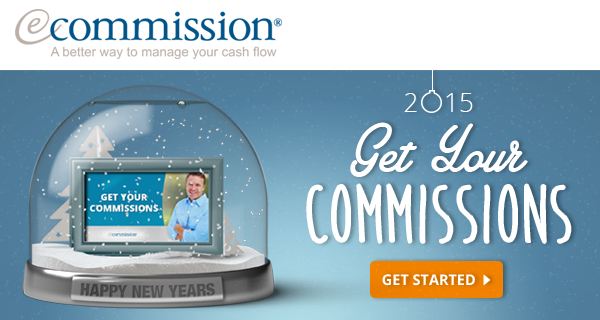 ecommission®
A better way to manage your cash flow
2015
Get Your
COMMISSIONS
GET STARTED
GET YOUR
COMMISSIONS
ecommission
HAPPY NEW YEARS